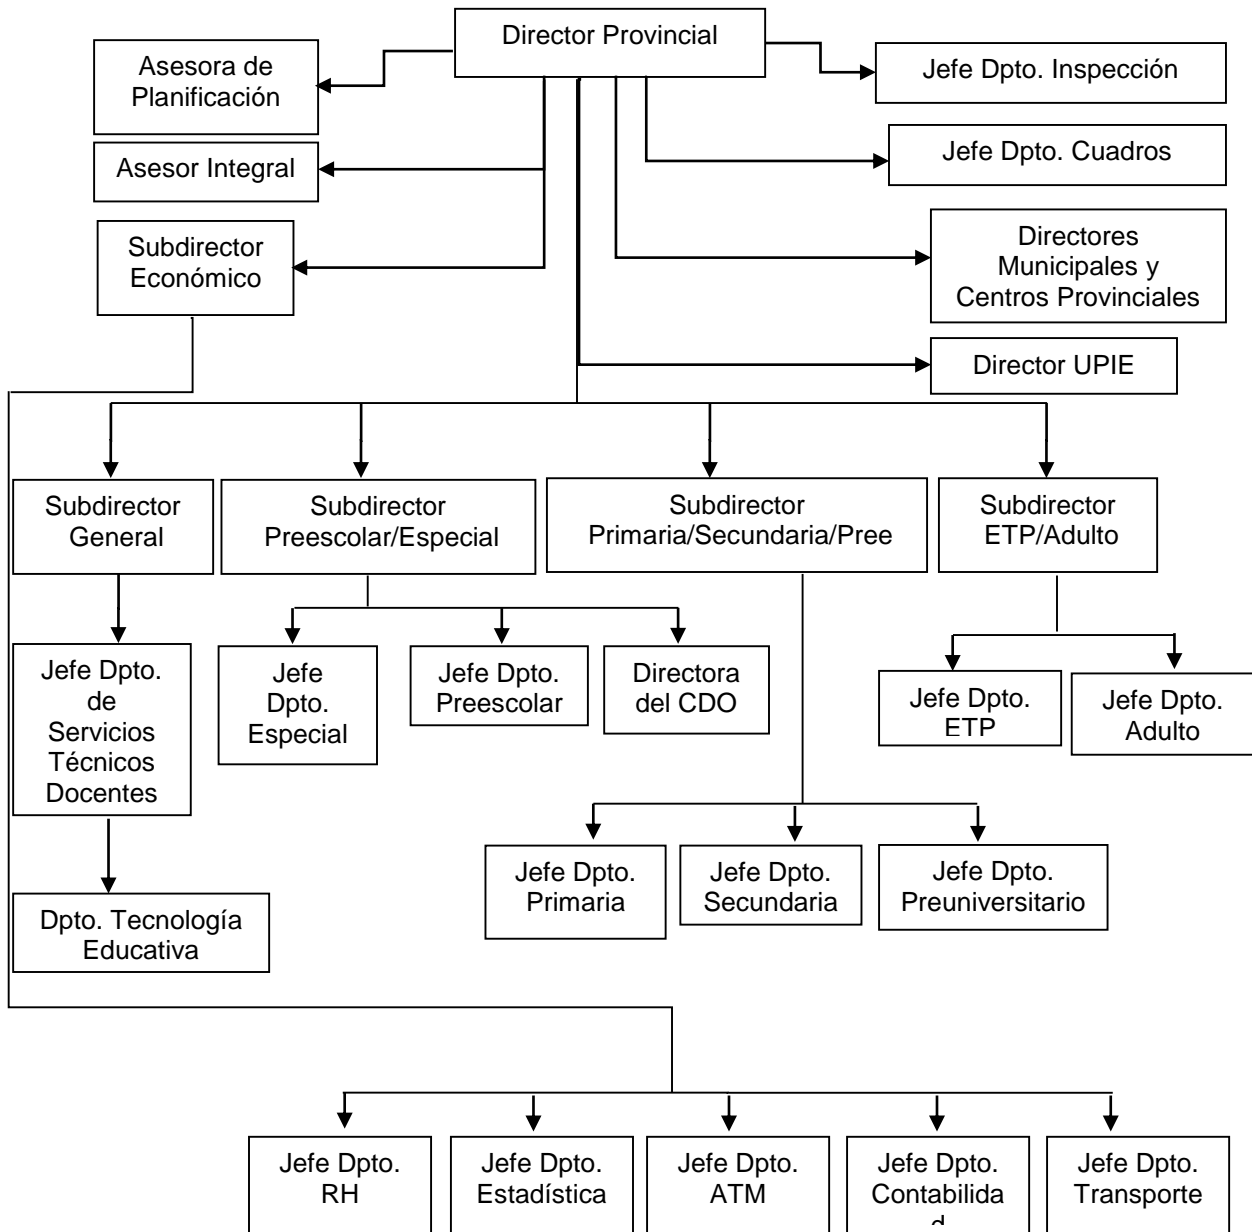 Director Provincial
Asesora de
Planificación
Jefe Dpto. Inspección
Asesor Integral
Jefe Dpto. Cuadros
Subdirector
Económico
Directores
Municipales y
Centros Provinciales
Director UPIE
Subdirector
General
Subdirector
Preescolar/Especial
Subdirector
Primaria/Secundaria/Pree
Subdirector
ETP/Adulto
Jefe Dpto.
de
Servicios
Técnicos
Docentes
Jefe
Dpto.
Especial
Jefe Dpto.
Preescolar
Directora
del CDO
Jefe Dpto.
ETP
Jefe Dpto.
Adulto
Jefe Dpto.
Primaria
Jefe Dpto.
Secundaria
Jefe Dpto.
Preuniversitario
Dpto. Tecnología
Educativa
Jefe Dpto.
RH
Jefe Dpto.
Estadística
Jefe Dpto.
ATM
Jefe Dpto.
Contabilida
d
Jefe Dpto.
Transporte